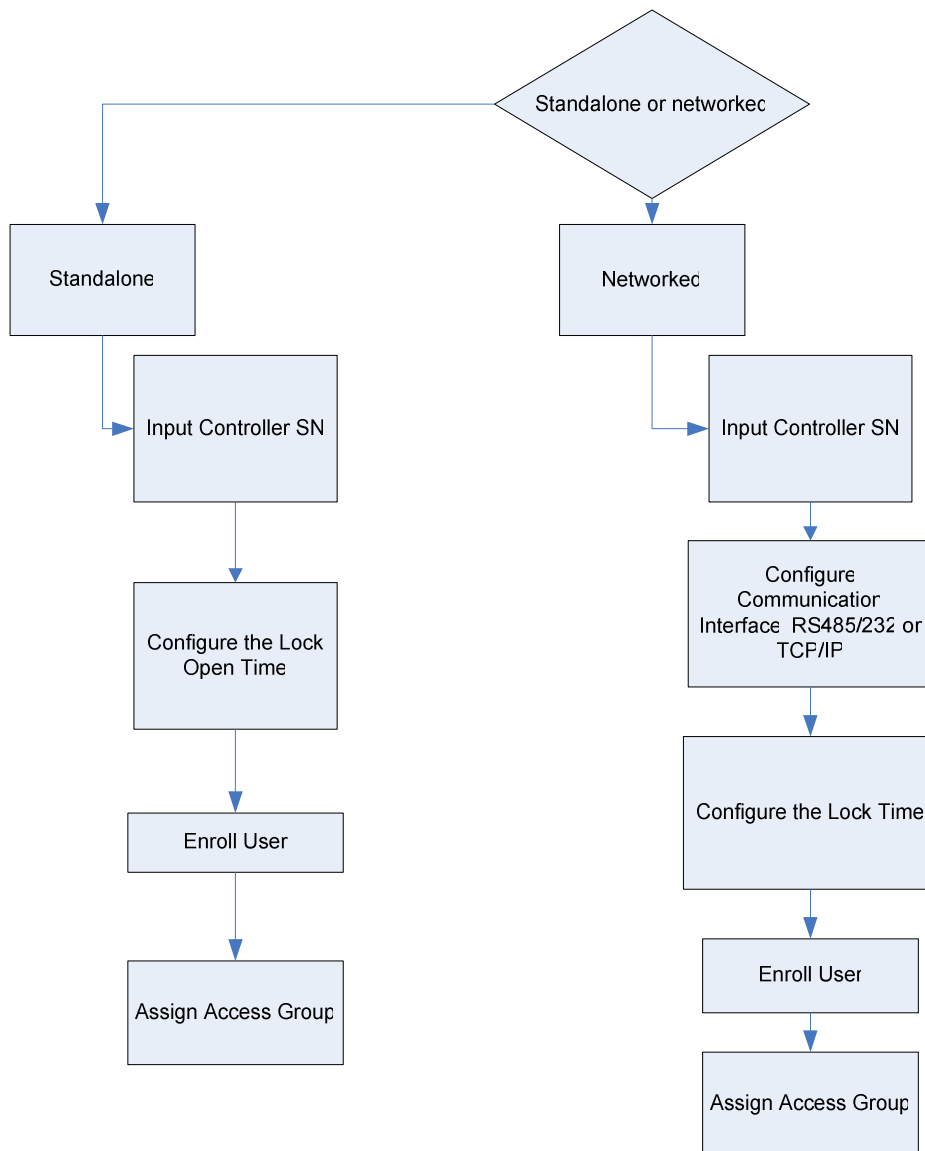 Standalone or networked
Standalone
Networked
Input Controller SN
Input Controller SN
Configure
Communication
Interface RS485/232 or
TCP/IP
Configure the Lock
Open Time
Configure the Lock Time
Enroll User
Enroll User
Assign Access Group
Assign Access Group